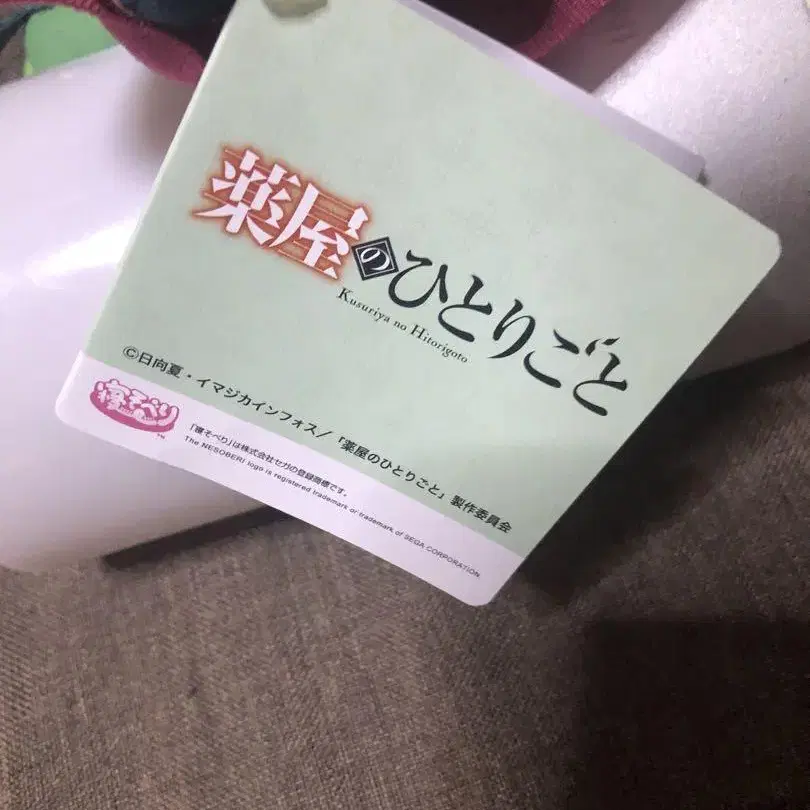 薬屋のひとりごと
Kusuriya no Hitorigoto
©日向夏・イマジカインフォス/「薬屋のひとりごと」製作委員会
寝そべり™
「寝そべり」は株式会社セガの登録商標です。
The NESOBERI logo is registered trademark or trademark of SEGA CORPORATION.